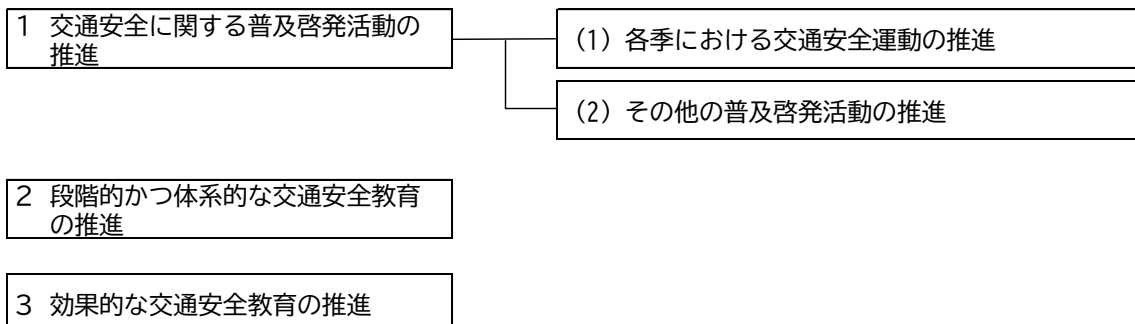 1 交通安全に関する普及啓発活動の
推進
(1) 各季における交通安全運動の推進
(2) その他の普及啓発活動の推進
2 段階的かつ体系的な交通安全教育
の推進
3 効果的な交通安全教育の推進